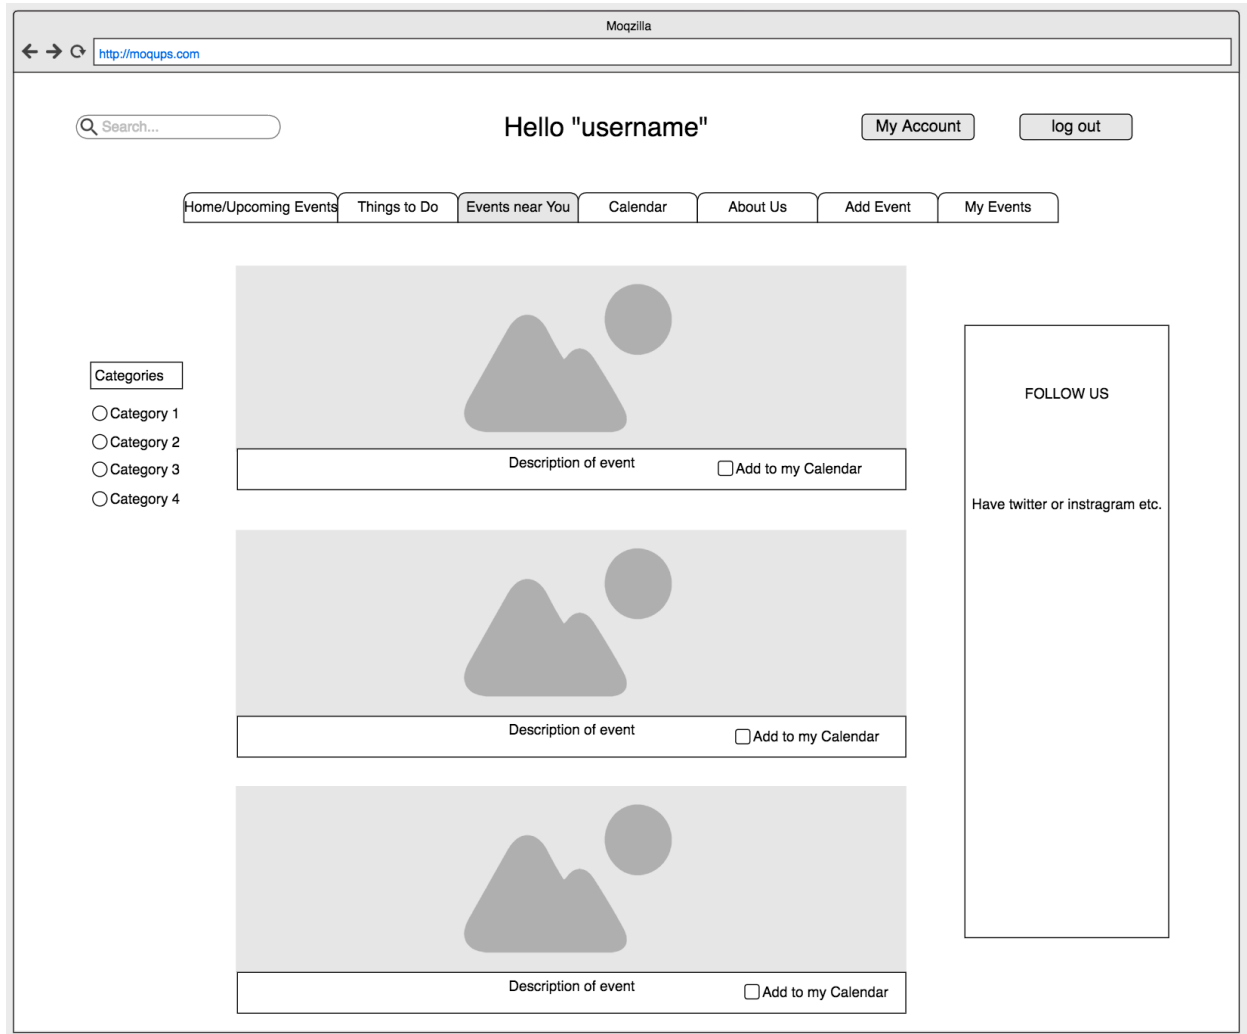 Moqzilla
http://moqups.com
Search...
Hello "username"
My Account
log out
Home/Upcoming Events
Things to Do
Events near You
Calendar
About Us
Add Event
My Events
Categories
Category 1
Category 2
Category 3
Category 4
Description of event
Add to my Calendar
Description of event
Add to my Calendar
Description of event
Add to my Calendar
FOLLOW US
Have twitter or instragram etc.